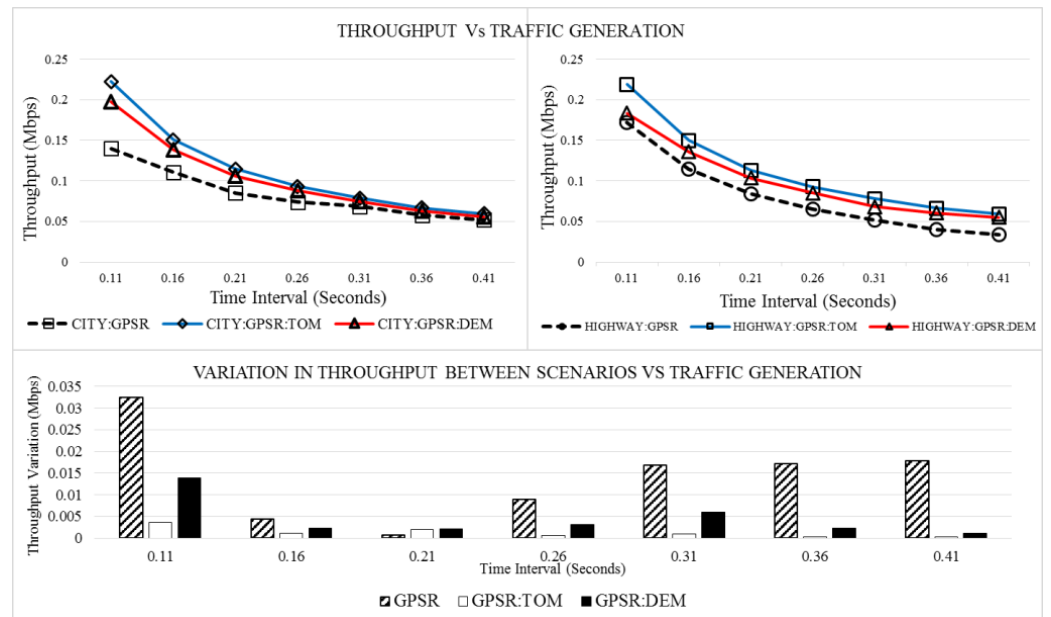 THROUGHPUT Vs TRAFFIC GENERATION
Throughput (Mbps)
0.25
0.2
0.15
0.1
0.05
0
0.11 0.16 0.21 0.26 0.31 0.36 0.41
Time Interval (Seconds)
CITY:GPSR CITY:GPSR:TOM CITY:GPSR:DEM
Throughput (Mbps)
0.25
0.2
0.15
0.1
0.05
0
0.11 0.16 0.21 0.26 0.31 0.36 0.41
Time Interval (Seconds)
HIGHWAY:GPSR HIGHWAY:GPSR:TOM HIGHWAY:GPSR:DEM
VARIATION IN THROUGHPUT BETWEEN SCENARIOS VS TRAFFIC GENERATION
Throughput Variation (Mbps)
0.035
0.03
0.025
0.02
0.015
0.01
0.005
0
0.11 0.16 0.21 0.26 0.31 0.36 0.41
Time Interval (Seconds)
GPSR GPSR:TOM GPSR:DEM